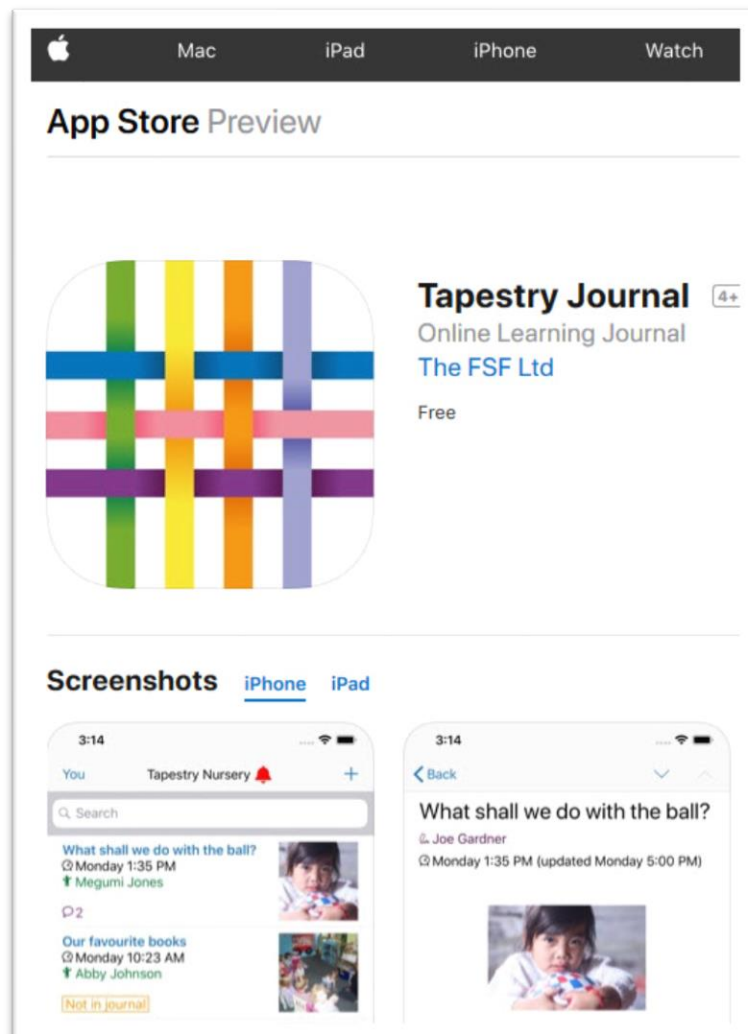 Mac iPad iPhone Watch
App Store Preview
Tapestry Journal 4+
Online Learning Journal
The FSF Ltd
Free
Screenshots iPhone iPad
3:14
You Tapestry Nursery +
Search
What shall we do with the ball?
Monday 1:35 PM
Megumi Jones
2
Our favourite books
Monday 10:23 AM
Abby Johnson
Not in journal
3:14
Back
What shall we do with the ball?
Joe Gardner
Monday 1:35 PM (updated Monday 5:00 PM)